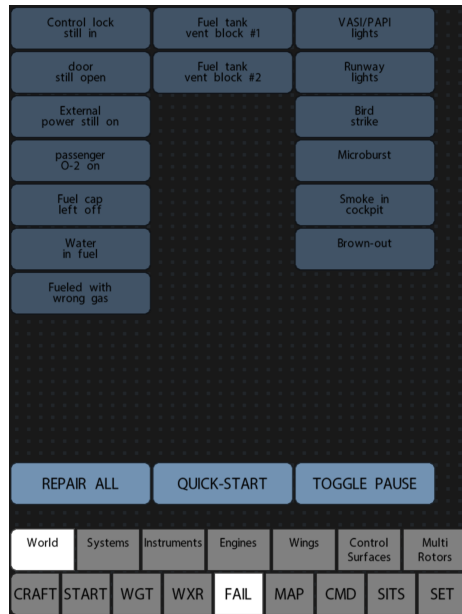 Control lock
still in
Fuel tank
vent block #1
VASI/PAPI
lights
door
still open
Fuel tank
vent block #2
Runway
lights
External
power still on
Bird
strike
passenger
O-2 on
Microburst
Fuel cap
left off
Smoke in
cockpit
Water
in fuel
Brown-out
Fueled with
wrong gas
REPAIR ALL
QUICK-START
TOGGLE PAUSE
World
Systems
Instruments
Engines
Wings
Control
Surfaces
Multi
Rotors
CRAFT
START
WGT
WXR
FAIL
MAP
CMD
SITS
SET